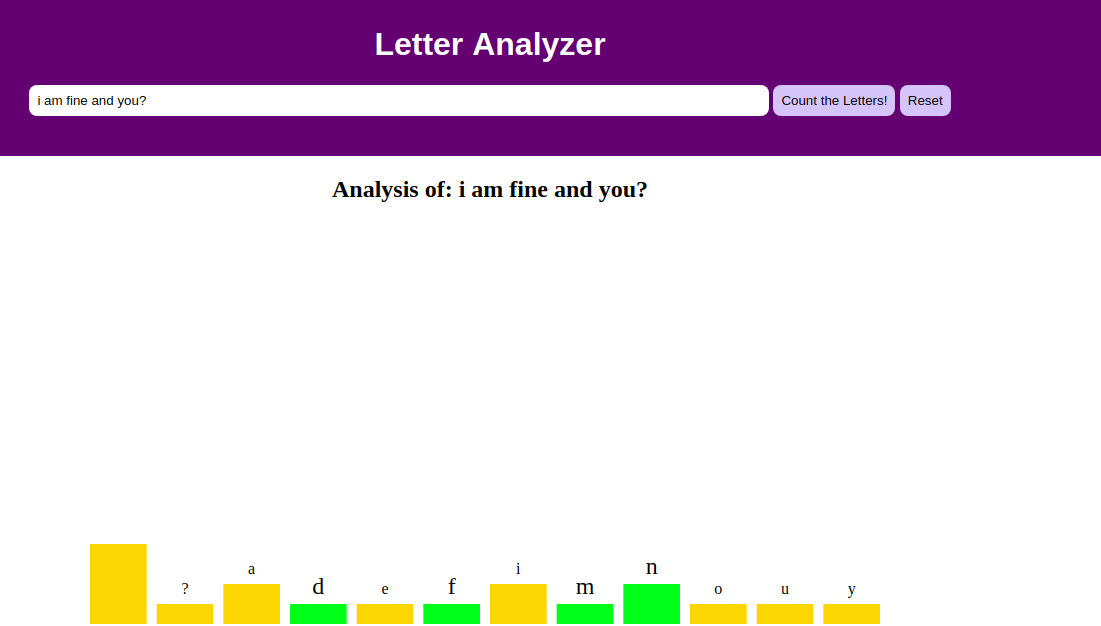 Letter Analyzer
i am fine and you?
Count the Letters!
Reset
Analysis of: i am fine and you?
? a d e f i m n o u y